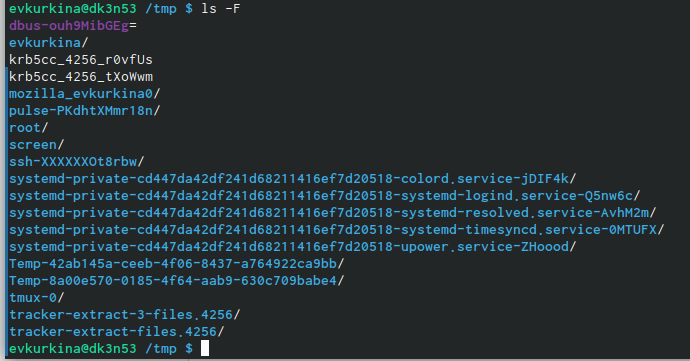 evkurkina@dk3n53 /tmp $ ls -F
dbus-ouh9MibGEg=
evkurkina/
krb5cc_4256_r0vfUs
krb5cc_4256_tXoWwm
mozilla_evkurkina0/
pulse-PKdhtXMmr18n/
root/
screen/
ssh-XXXXXXOt8rbw/
systemd-private-cd447da42df241d68211416ef7d20518-colord.service-jDIF4k/
systemd-private-cd447da42df241d68211416ef7d20518-systemd-logind.service-Q5nw6c/
systemd-private-cd447da42df241d68211416ef7d20518-systemd-resolved.service-AvhM2m/
systemd-private-cd447da42df241d68211416ef7d20518-systemd-timesyncd.service-0MTUFX/
systemd-private-cd447da42df241d68211416ef7d20518-upower.service-ZHoood/
Temp-42ab145a-ceeb-4f06-8437-a764922ca9bb/
Temp-8a00e570-0185-4f64-aab9-630c709babe4/
tmux-0/
tracker-extract-3-files.4256/
tracker-extract-files.4256/
evkurkina@dk3n53 /tmp $